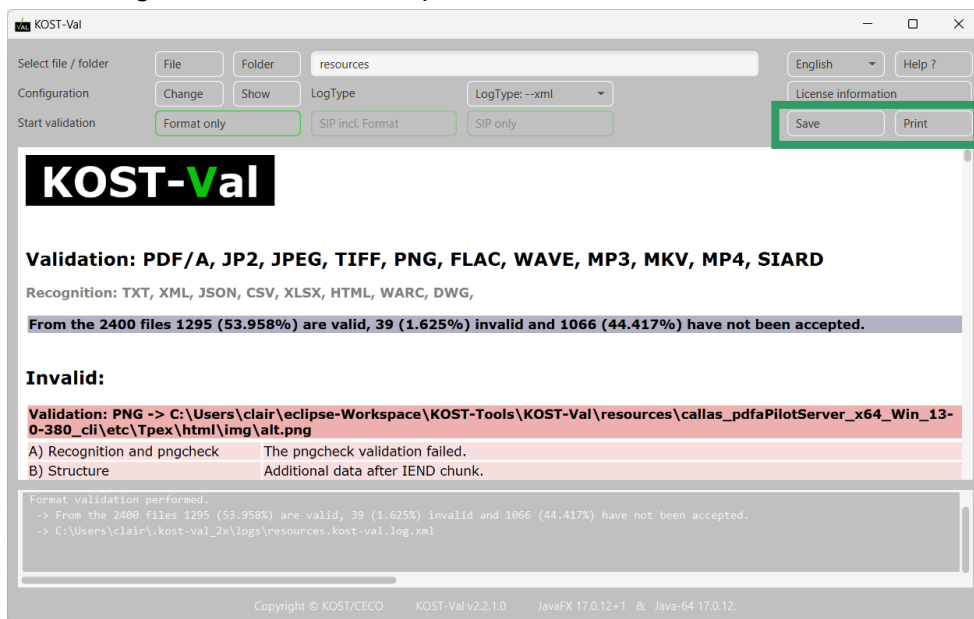 KOST-Val
Select file / folder File Folder resources English Help ?
Configuration Change Show LogType LogType: --xml License information
Start validation Format only SIP incl. Format SIP only Save Print
KOST-Val
Validation: PDF/A, JP2, JPEG, TIFF, PNG, FLAC, WAVE, MP3, MKV, MP4, SIARD
Recognition: TXT, XML, JSON, CSV, XLSX, HTML, WARC, DWG,
From the 2400 files 1295 (53.958%) are valid, 39 (1.625%) invalid and 1066 (44.417%) have not been accepted.
Invalid:
Validation: PNG -> C:\Users\clair\eclipse-Workspace\KOST-Tools\KOST-Val\resources\callas_pdfaPilotServer_x64_Win_13-
0-380_cli\etc\Tpex\html\img\alt.png
A) Recognition and pngcheck The pngcheck validation failed.
B) Structure Additional data after IEND chunk.
Format validation performed.
-> From the 2400 files 1295 (53.958%) are valid, 39 (1.625%) invalid and 1066 (44.417%) have not been accepted.
-> C:\Users\clair\.kost-val_2x\logs\resources.kost-val.log.xml
Copyright © KOST/CECO KOST-Val v2.2.1.0 JavaFX 17.0.12+1 & Java-64 17.0.12.